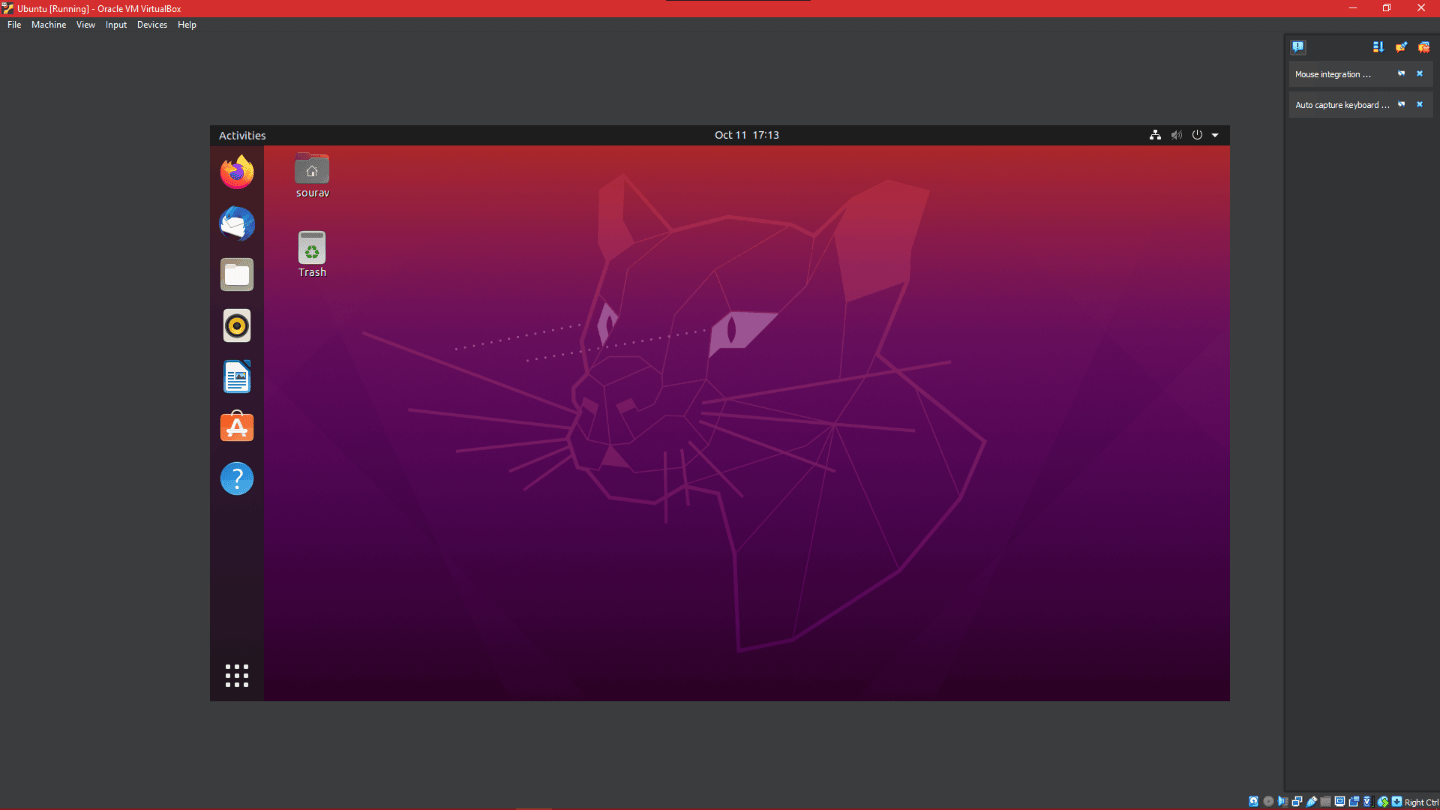 Ubuntu [Running] - Oracle VM VirtualBox
File Machine View Input Devices Help
Mouse integration ...
Auto capture keyboard ...
Activities
Oct 11 17:13
sourav
Trash
?
Right Ctrl